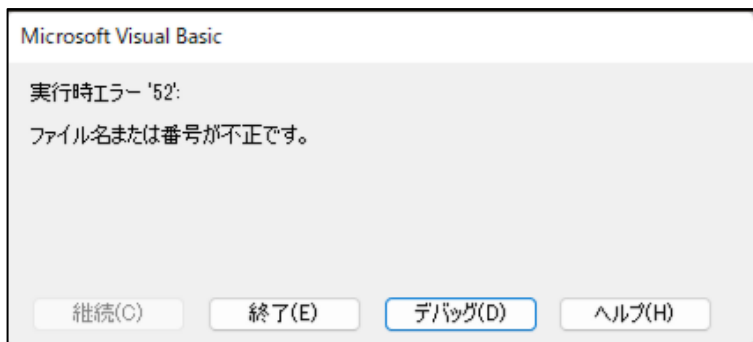 Microsoft Visual Basic
実行時エラー '52':
ファイル名または番号が不正です。
継続(C) 終了(E) デバッグ(D) ヘルプ(H)